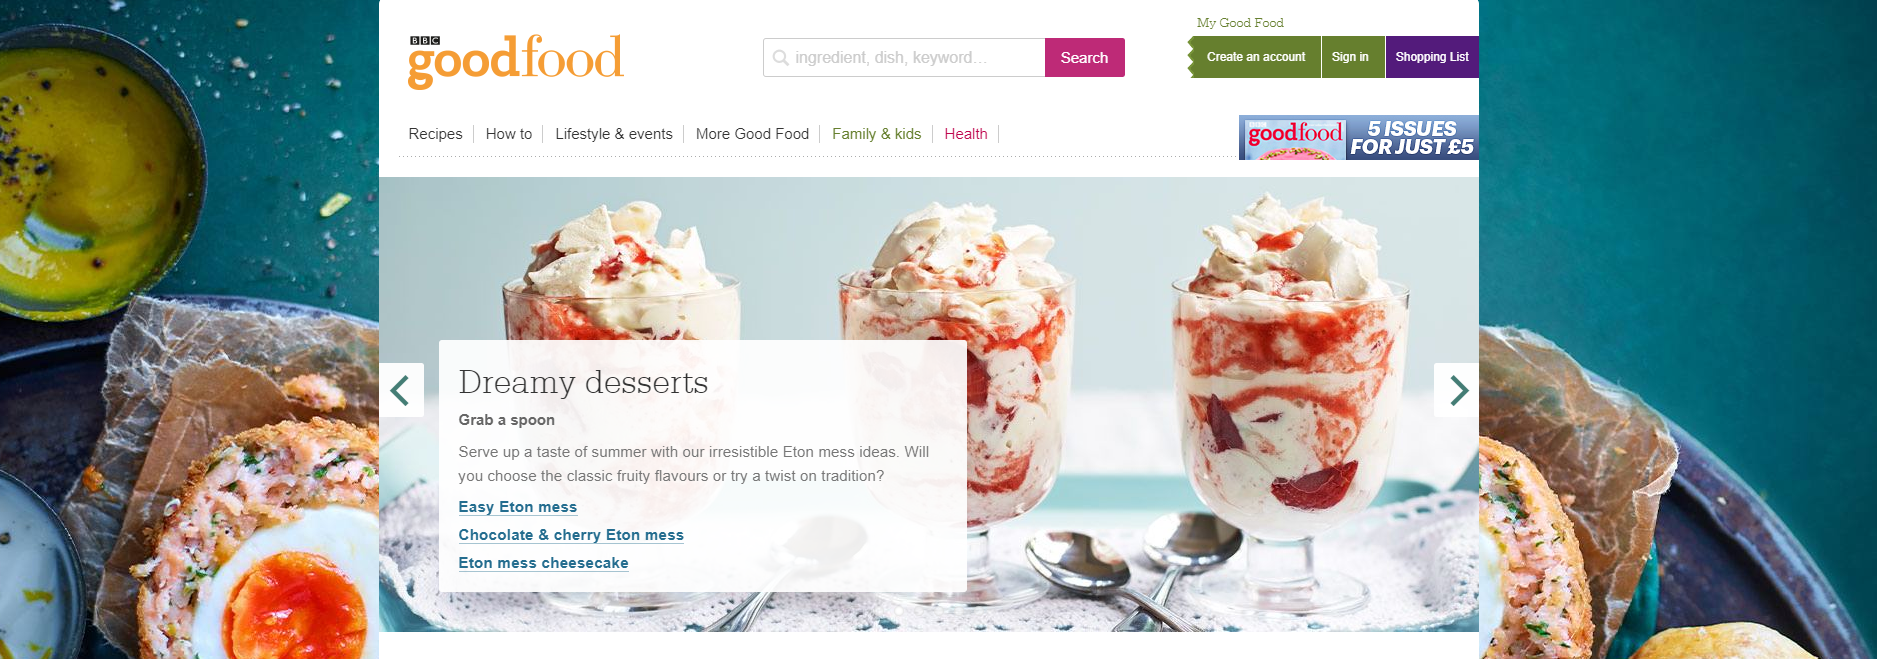 My Good Food
BBC
goodfood
ingredient, dish, keyword...
Search
Create an account
Sign in
Shopping List
Recipes
How to
Lifestyle & events
More Good Food
Family & kids
Health
goodfood
5 ISSUES
FOR JUST £5
Dreamy desserts
Grab a spoon
Serve up a taste of summer with our irresistible Eton mess ideas. Will
you choose the classic fruity flavours or try a twist on tradition?
Easy Eton mess
Chocolate & cherry Eton mess
Eton mess cheesecake